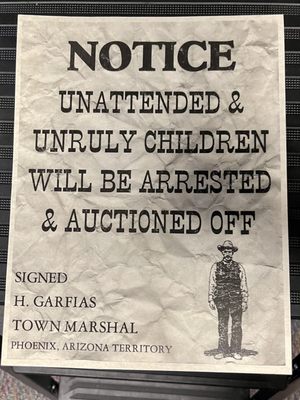 NOTICE
UNATTENDED &
UNRULY CHILDREN
WILL BE ARRESTED
& AUCTIONED OFF
SIGNED
H. GARFIAS
TOWN MARSHAL
PHOENIX, ARIZONA TERRITORY